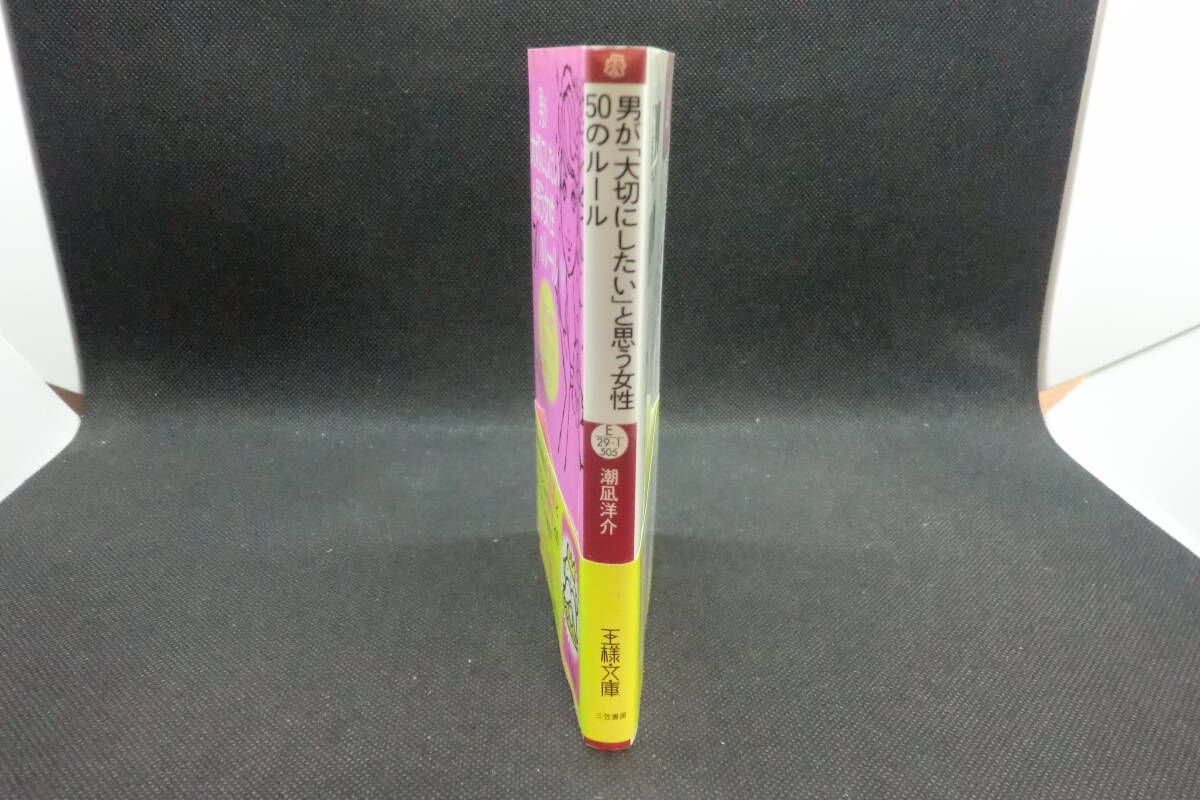 男が「大切にしたい」と思う女性
50のルール
E
29-1
505
潮凪洋介
王様文庫
三笠書房